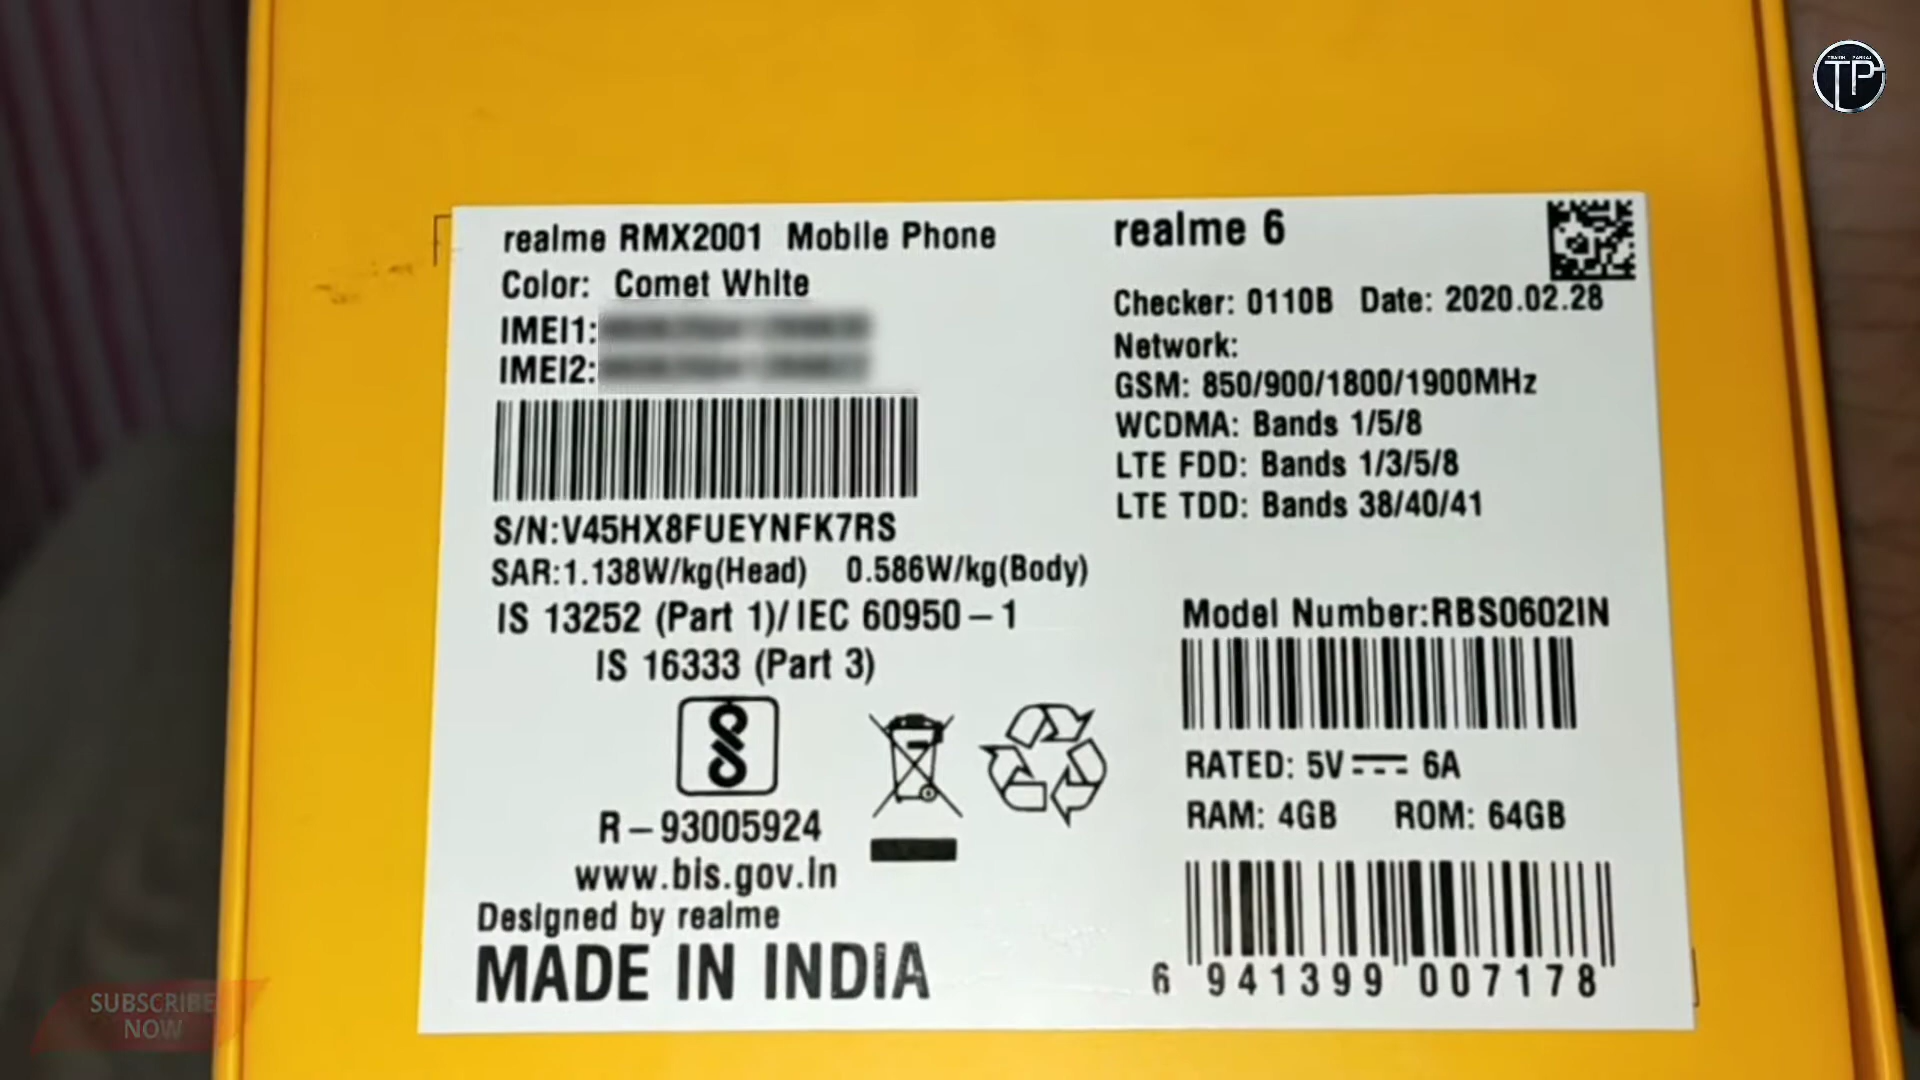 realme RMX2001 Mobile Phone
Color: Comet White
IMEI1:
IMEI2:
S/N:V45HX8FUEYNFK7RS
SAR:1.138W/kg(Head) 0.586W/kg(Body)
IS 13252 (Part 1)/ IEC 60950 – 1
IS 16333 (Part 3)
R – 93005924
www.bis.gov.in
Designed by realme
MADE IN INDIA
realme 6
Checker: 0110B Date: 2020.02.28
Network:
GSM: 850/900/1800/1900MHz
WCDMA: Bands 1/5/8
LTE FDD: Bands 1/3/5/8
LTE TDD: Bands 38/40/41
Model Number:RBS0602IN
RATED: 5V 6A
RAM: 4GB ROM: 64GB
6 941399 007178
TP
SUBSCRIBE
NOW